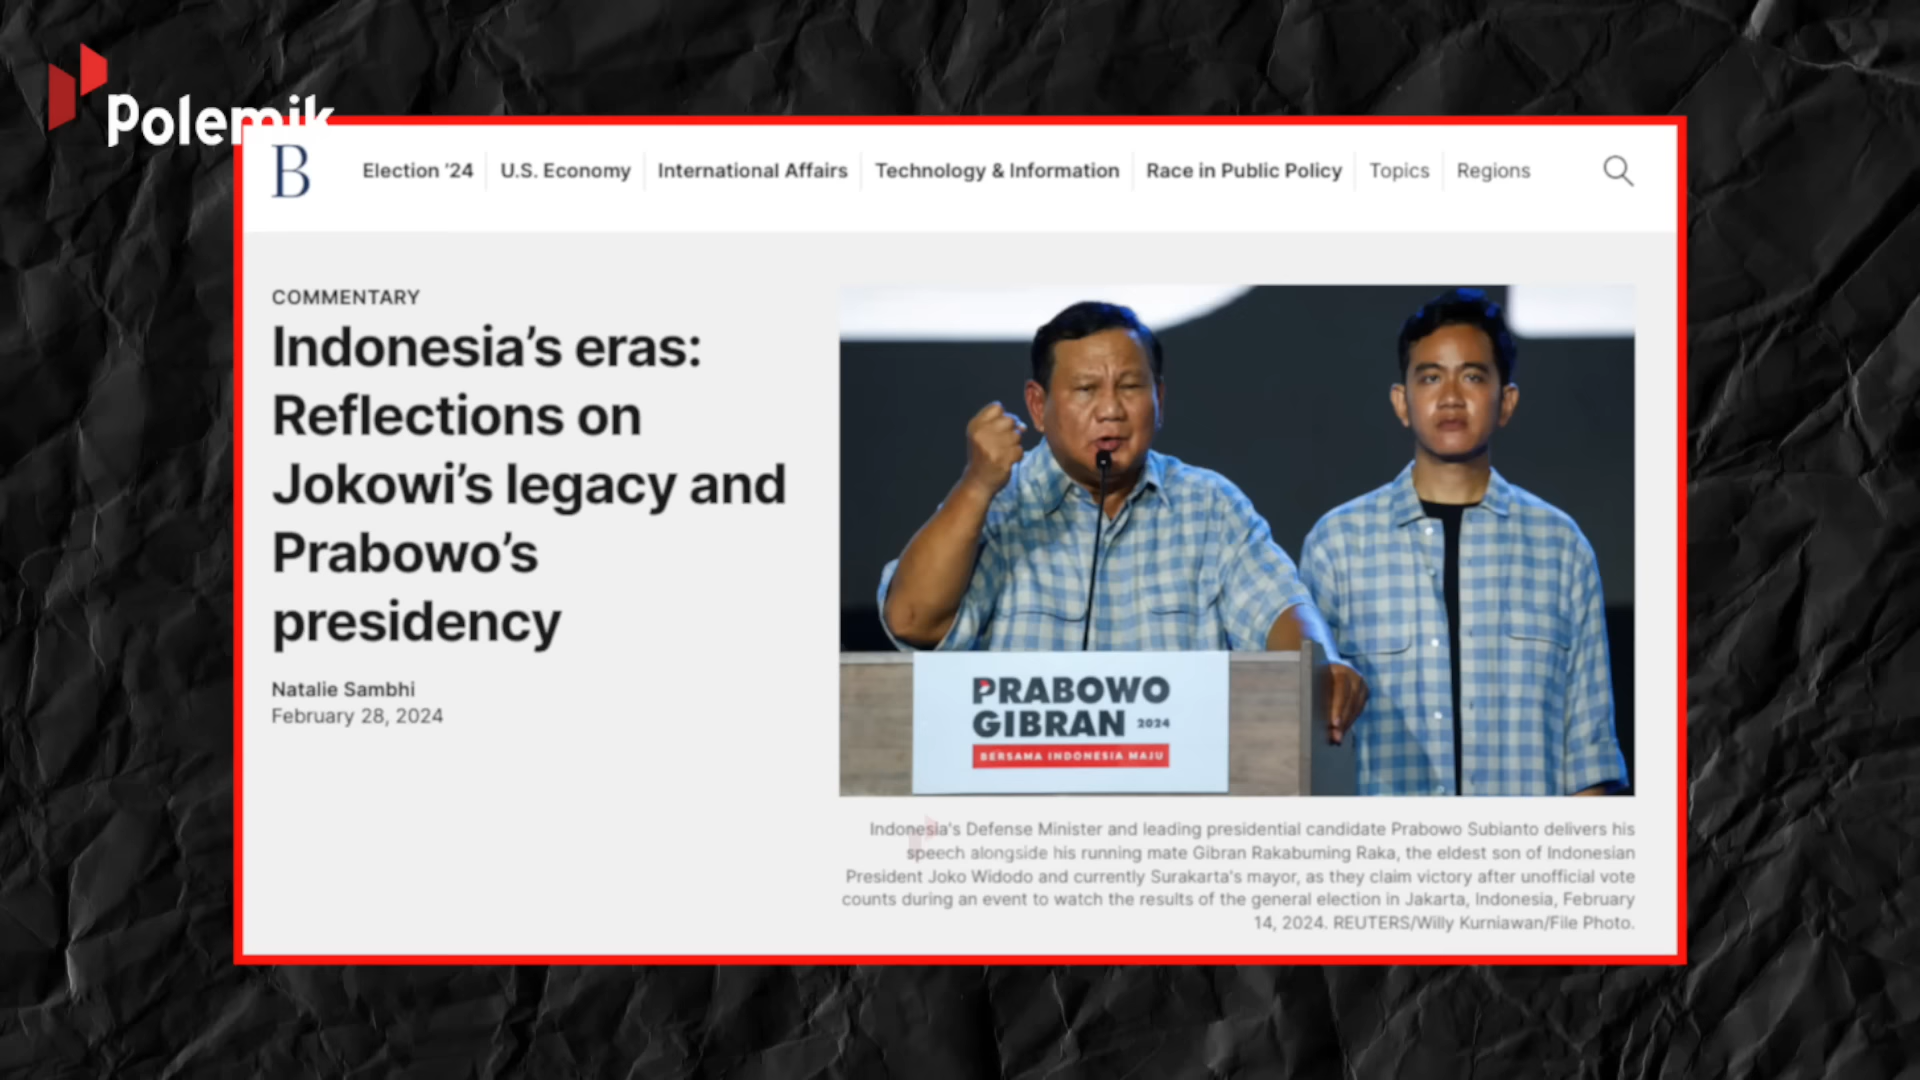 Polemik
B
Election '24
U.S. Economy
International Affairs
Technology & Information
Race in Public Policy
Topics
Regions
COMMENTARY
Indonesia's eras:
Reflections on
Jokowi's legacy and
Prabowo's
presidency
Natalie Sambhi
February 28, 2024
PRABOWO
GIBRAN 2024
BERSAMA INDONESIA MAJU
Indonesia's Defense Minister and leading presidential candidate Prabowo Subianto delivers his
speech alongside his running mate Gibran Rakabuming Raka, the eldest son of Indonesian
President Joko Widodo and currently Surakarta's mayor, as they claim victory after unofficial vote
counts during an event to watch the results of the general election in Jakarta, Indonesia, February
14, 2024. REUTERS/Willy Kurniawan/File Photo.